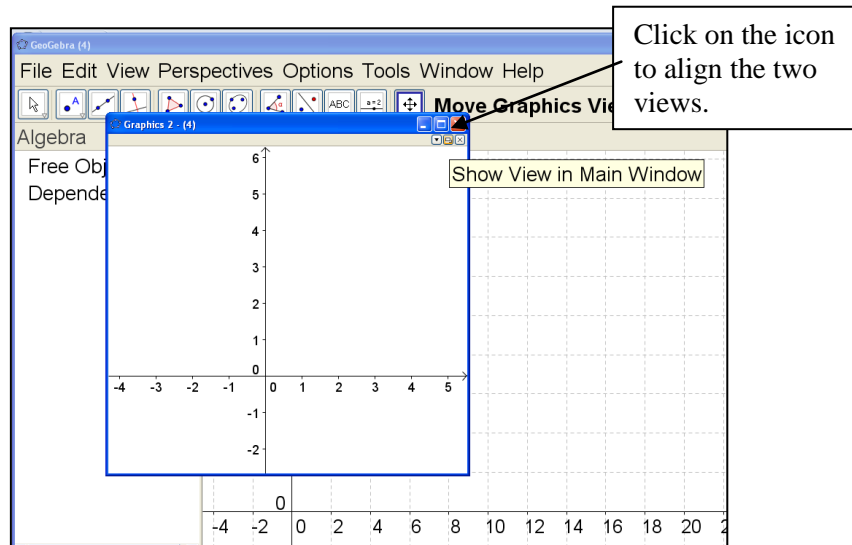 Click on the icon
to align the two
views.
GeoGebra (4)
File Edit View Perspectives Options Tools Window Help
A
α
ABC
a=2
Move Graphics Vie
Graphics 2 - (4)
Algebra
Free Obj
Depende
Show View in Main Window
6
5
4
3
2
1
0
-4 -3 -2 -1 0 1 2 3 4 5
-1
-2
0
-4 -2 0 2 4 6 8 10 12 14 16 18 20 2